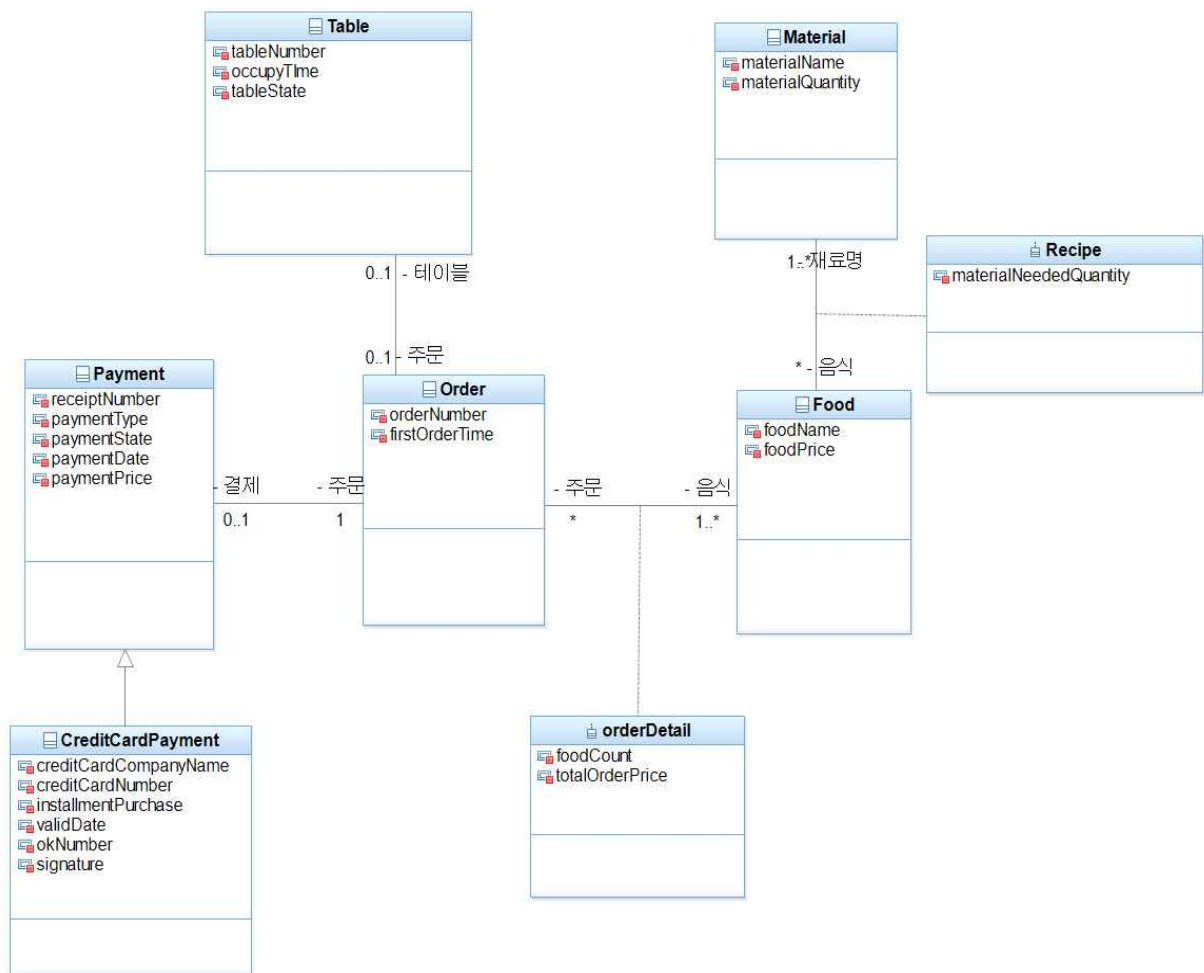 Table
tableNumber
occupyTIme
tableState
Material
materialName
materialQuantity
0..1 - 테이블
1..*
- 재료명
Recipe
materialNeededQuantity
0..1 - 주문
* - 음식
Payment
receiptNumber
paymentType
paymentState
paymentDate
paymentPrice
Order
orderNumber
firstOrderTime
Food
foodName
foodPrice
- 결제
- 주문
0..1
1
- 주문
- 음식
*
1..*
CreditCardPayment
creditCardCompanyName
creditCardNumber
installmentPurchase
validDate
okNumber
signature
orderDetail
foodCount
totalOrderPrice